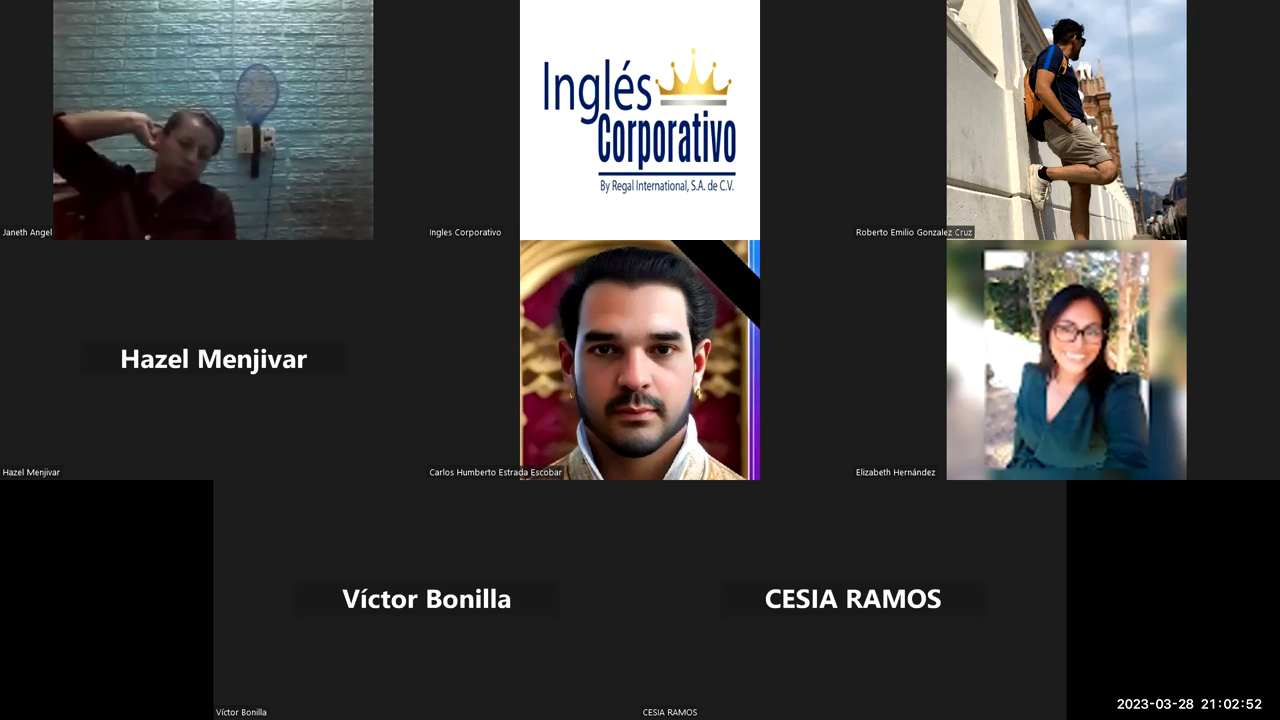 Inglés
Corporativo
By Regal International, S.A. de C.V.
Janeth Angel
Ingles Corporativo
Roberto Emilio Gonzalez Cruz
Hazel Menjivar
Hazel Menjivar
Carlos Humberto Estrada Escobar
Elizabeth Hernández
Víctor Bonilla
CESIA RAMOS
Víctor Bonilla
CESIA RAMOS
2023-03-28 21:02:52